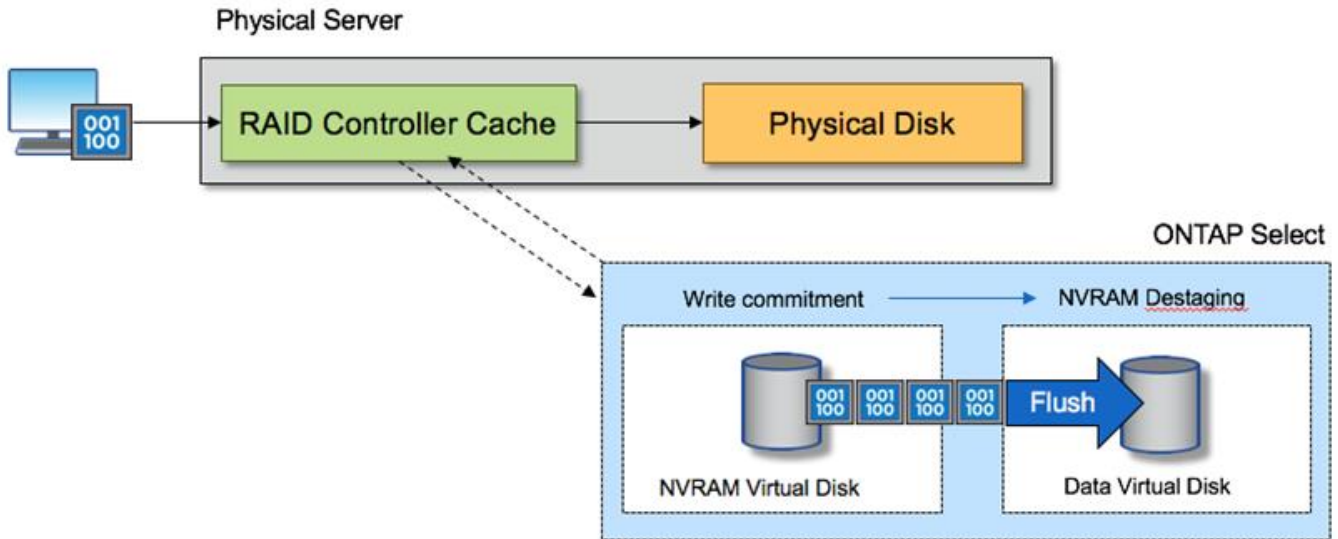 Physical Server
001
100
RAID Controller Cache
Physical Disk
ONTAP Select
Write commitment
NVRAM Destaging
001 001 001 001
100 100 100 100
Flush
NVRAM Virtual Disk
Data Virtual Disk